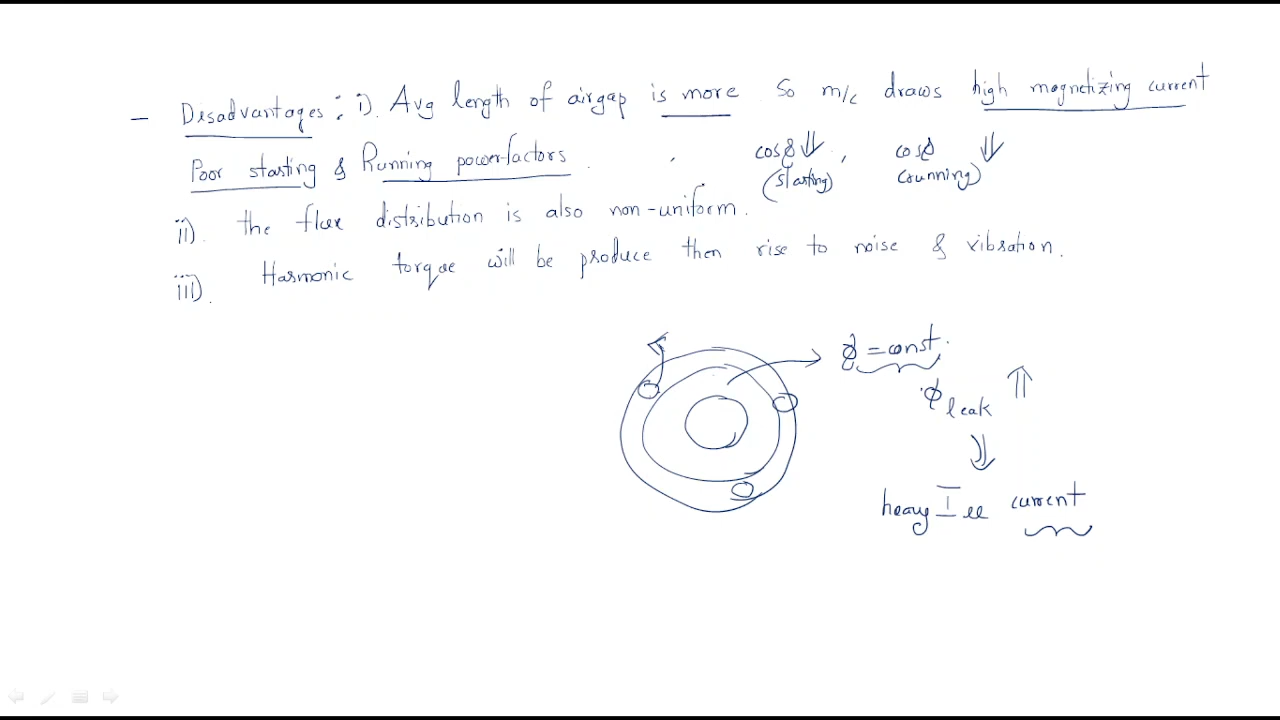 - Disadvantages : i). Avg length of airgap is more. So m/c draws high magnetizing current
Poor starting & Running powerfactors. cosϕ⇓, cosϕ ⇓
(starting) (running)
ii). the flux distribution is also non-uniform.
iii). Harmonic torque will be produce then rise to noise & vibration.
ϕ = const.
ϕleak ⇑
⇓
heavy I current